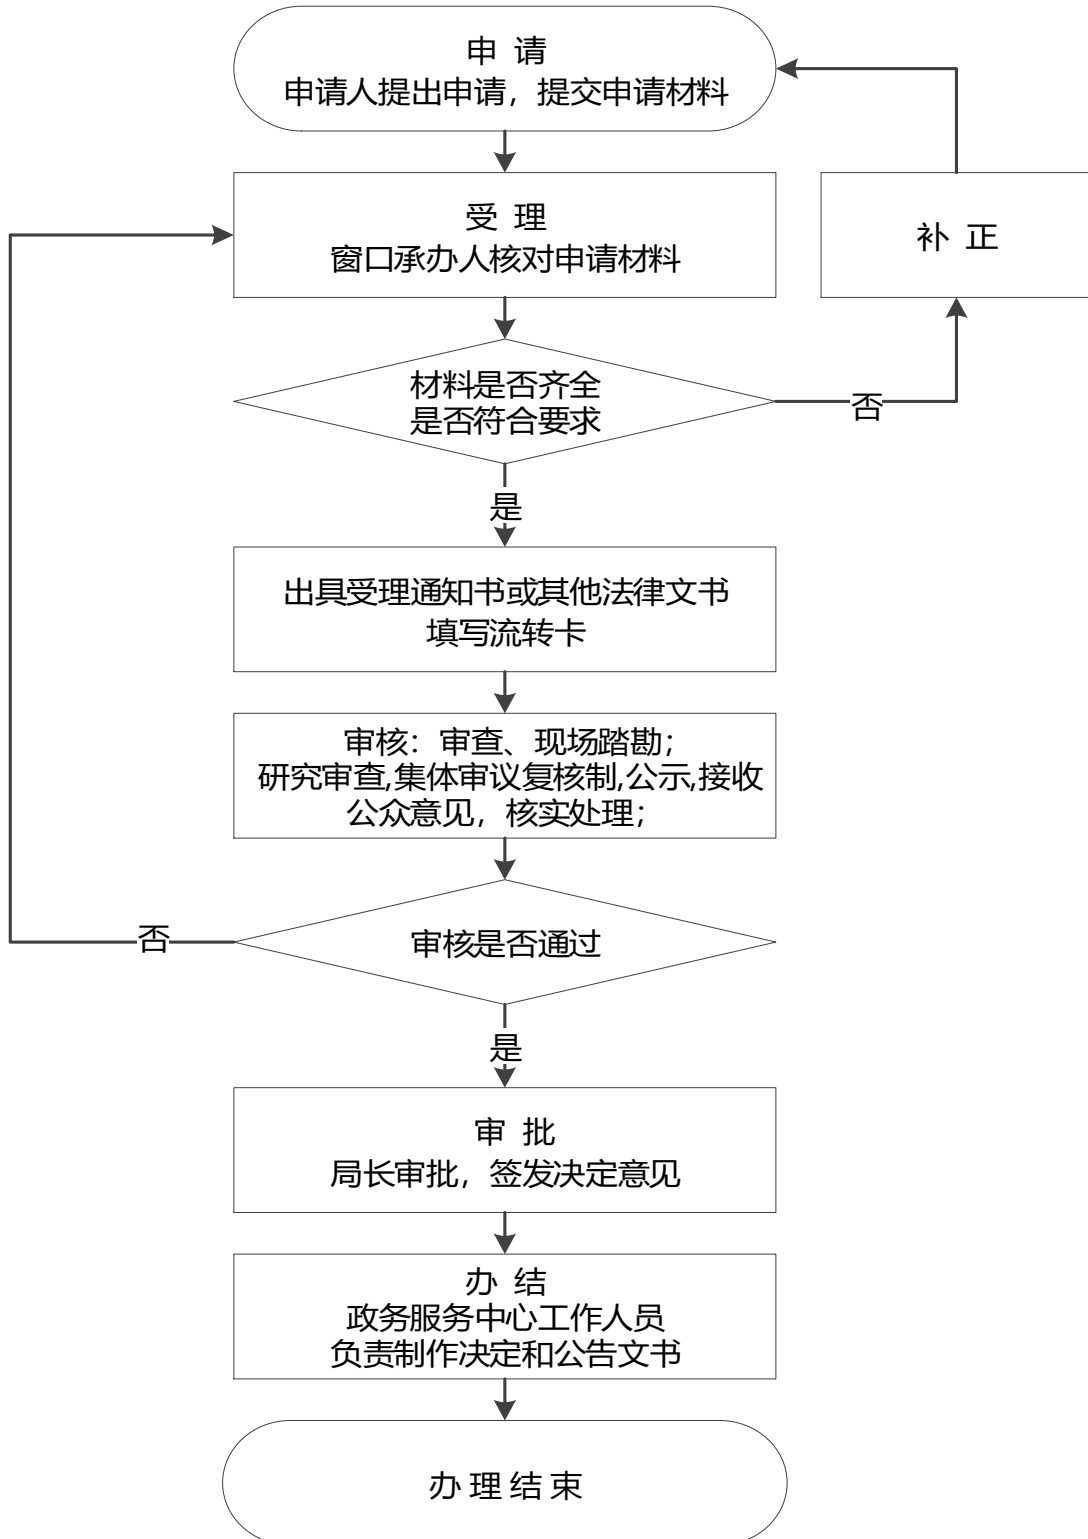 申 请
申请人提出申请，提交申请材料
受 理
窗口承办人核对申请材料
补 正
材料是否齐全
是否符合要求
否
是
出具受理通知书或其他法律文书
填写流转卡
审核：审查、现场踏勘；
研究审查,集体审议复核制,公示,接收
公众意见，核实处理；
审核是否通过
否
是
审 批
局长审批，签发决定意见
办 结
政务服务中心工作人员
负责制作决定和公告文书
办 理 结 束